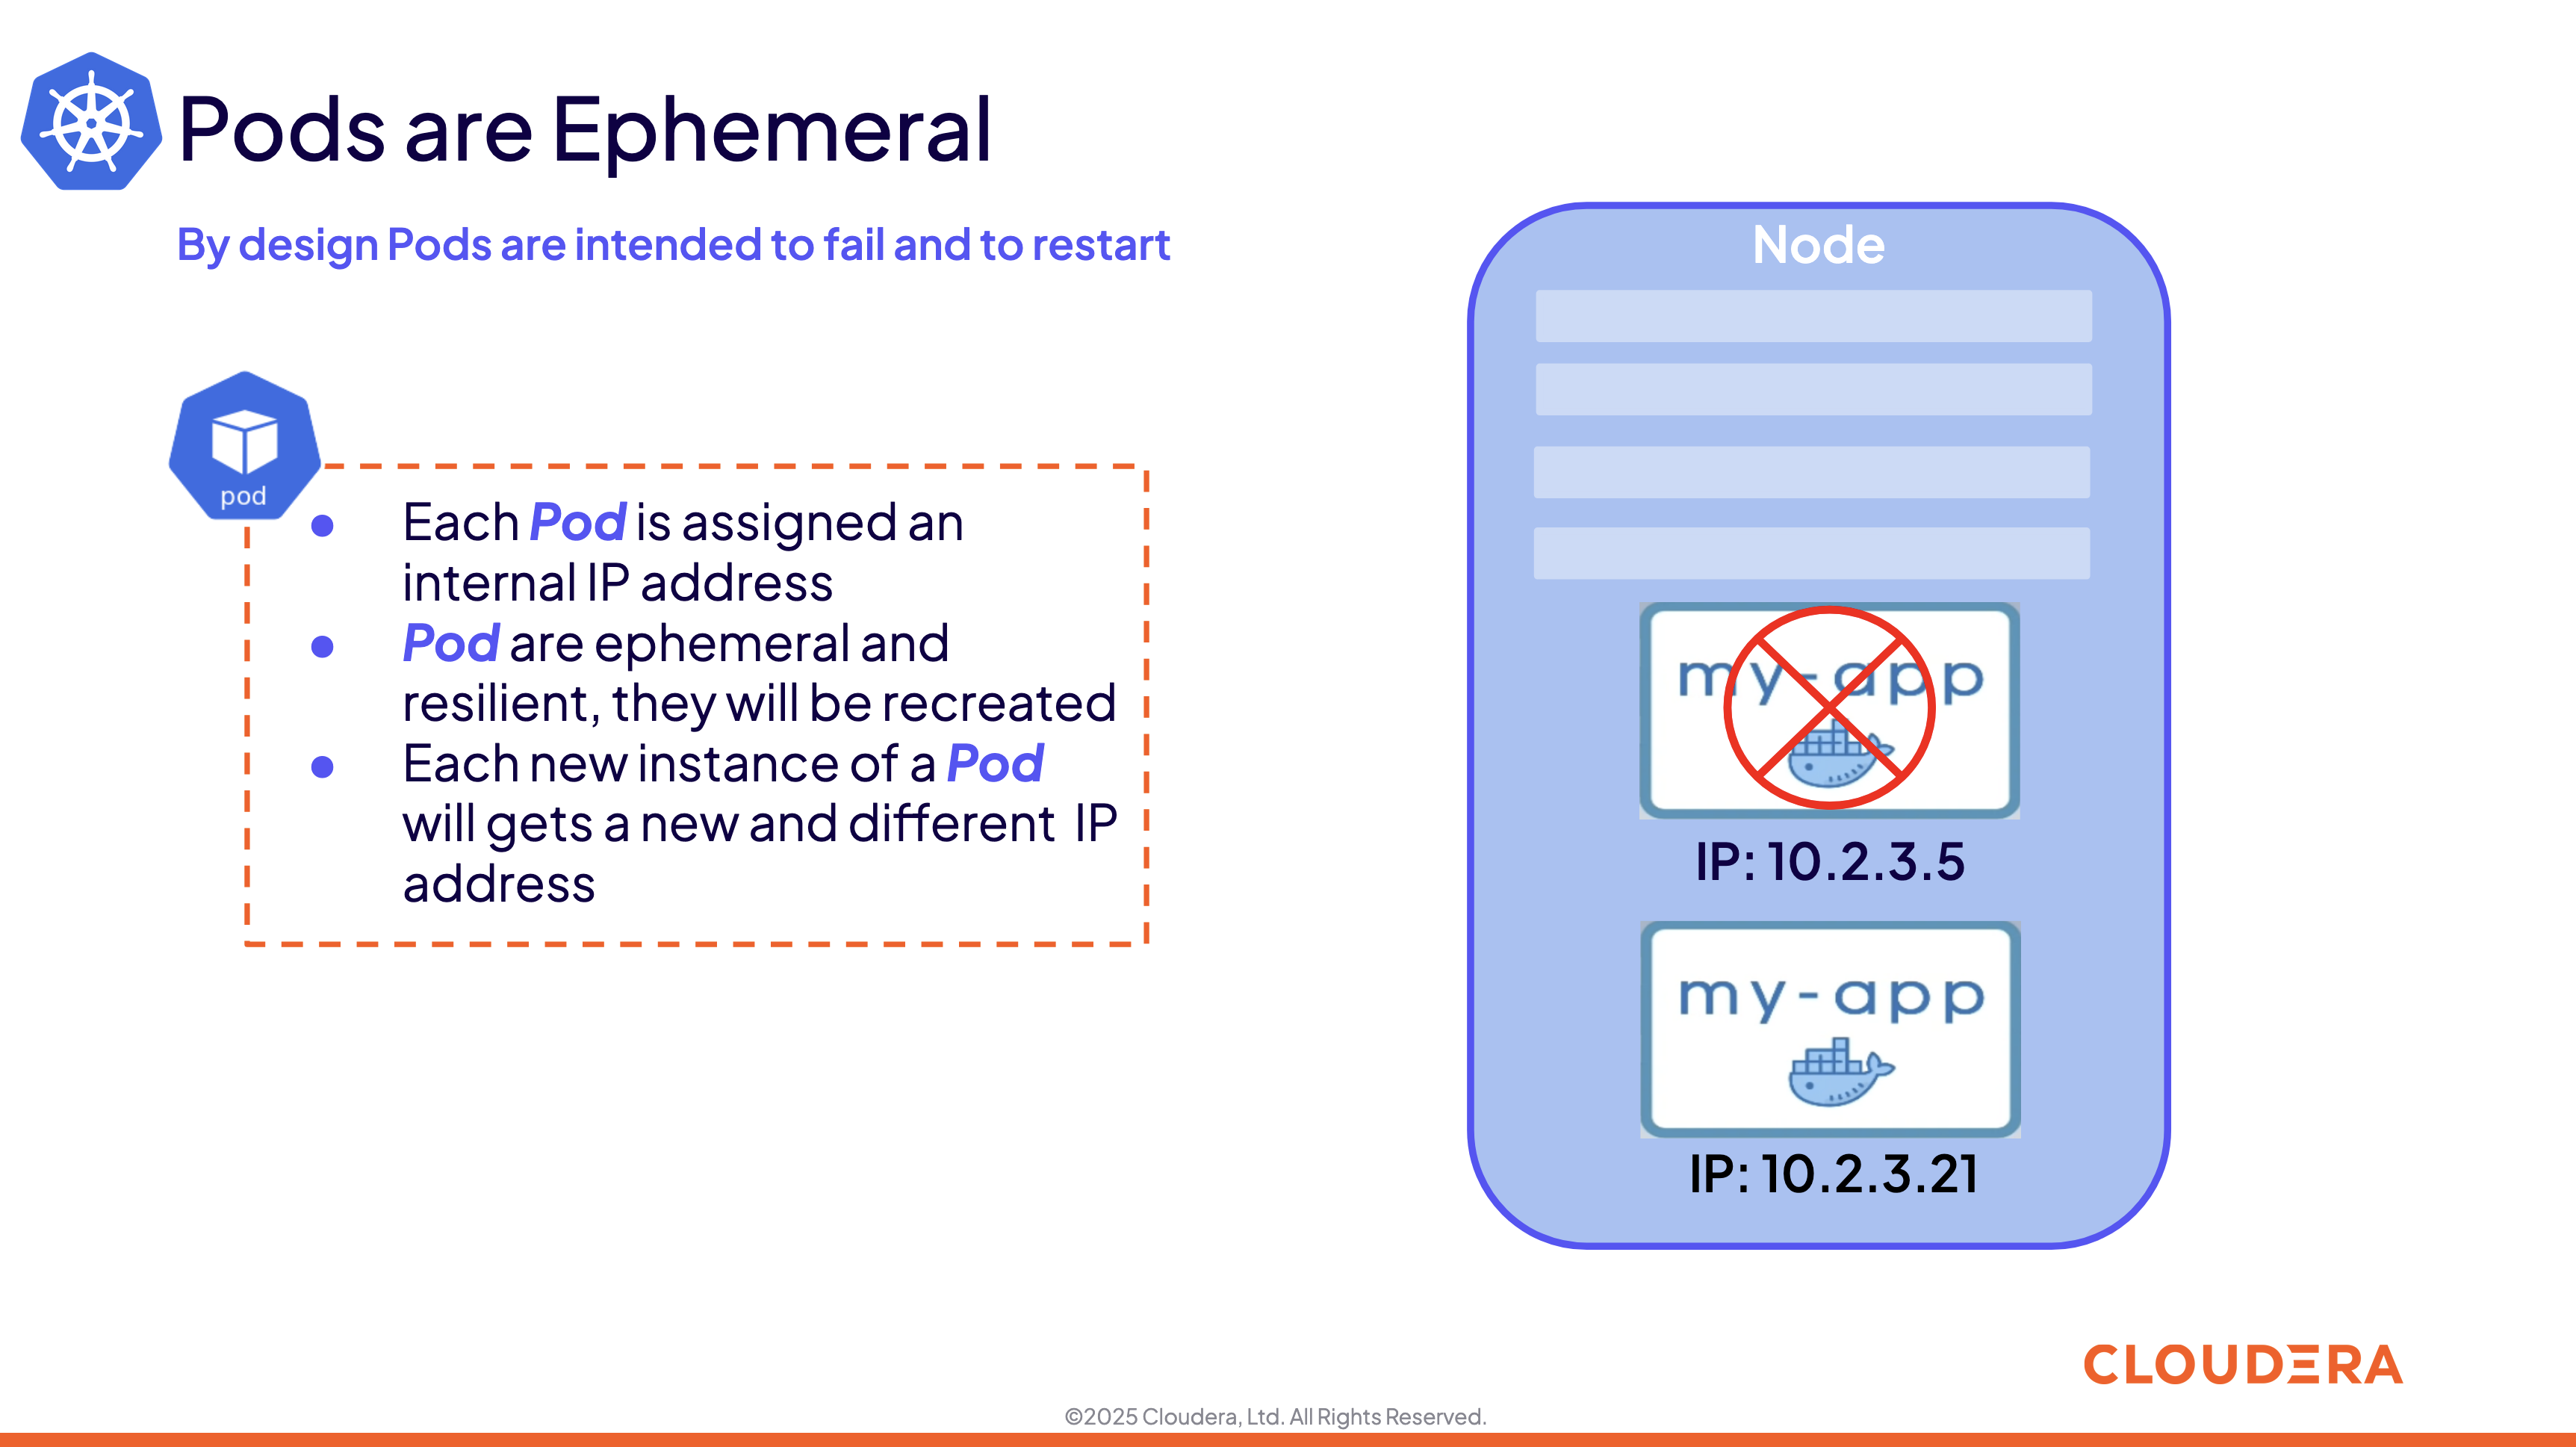 Pods are Ephemeral
By design Pods are intended to fail and to restart
pod
Each Pod is assigned an
internal IP address
Pod are ephemeral and
resilient, they will be recreated
Each new instance of a Pod
will gets a new and different  IP
address
Node
my-app
IP: 10.2.3.5
my-app
IP: 10.2.3.21
CLOUDERA
©2025 Cloudera, Ltd. All Rights Reserved.